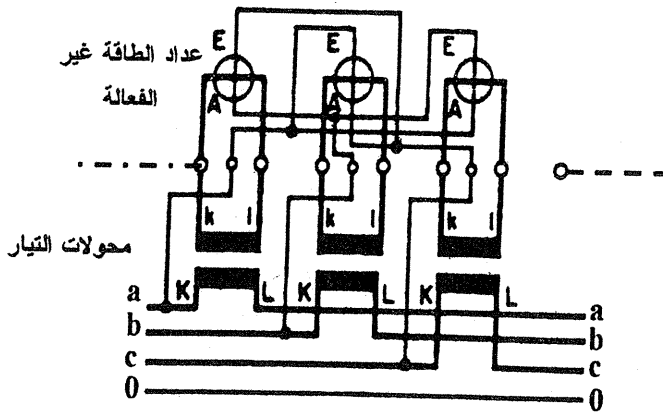 E E E
عداد الطاقة غير
الفعالة
A A A
k l k l k l
محولات التيار
K L K L K L
a a
b b
c c
0 0